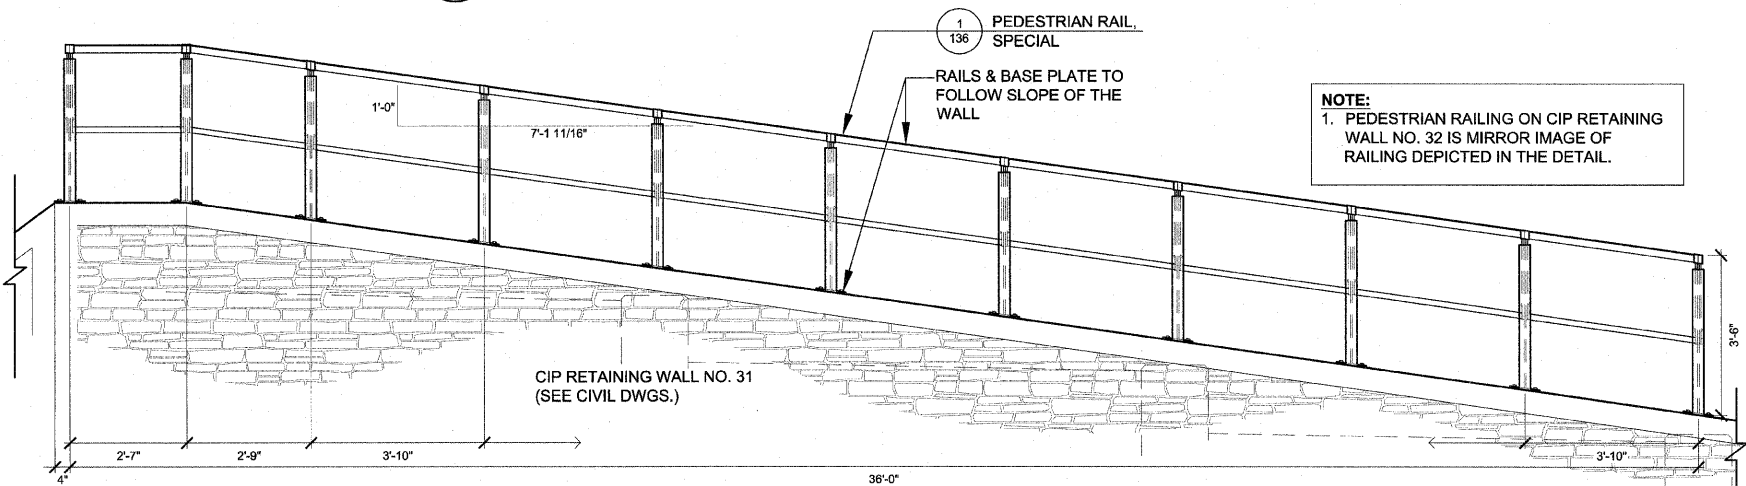 1
136
PEDESTRIAN RAIL,
SPECIAL
RAILS & BASE PLATE TO
FOLLOW SLOPE OF THE
WALL
1'-0"
7'-1 11/16"
NOTE:
1. PEDESTRIAN RAILING ON CIP RETAINING
WALL NO. 32 IS MIRROR IMAGE OF
RAILING DEPICTED IN THE DETAIL.
3'-6"
CIP RETAINING WALL NO. 31
(SEE CIVIL DWGS.)
2'-7"
2'-9"
3'-10"
3'-10"
4"
36'-0"